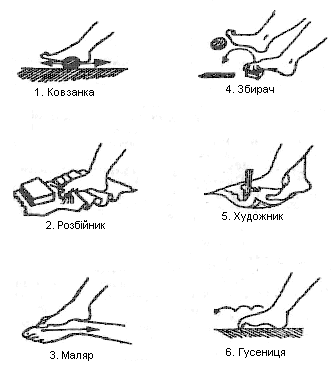 1. Ковзанка
4. Збирач
2. Розбійник
5. Художник
3. Маляр
6. Гусениця